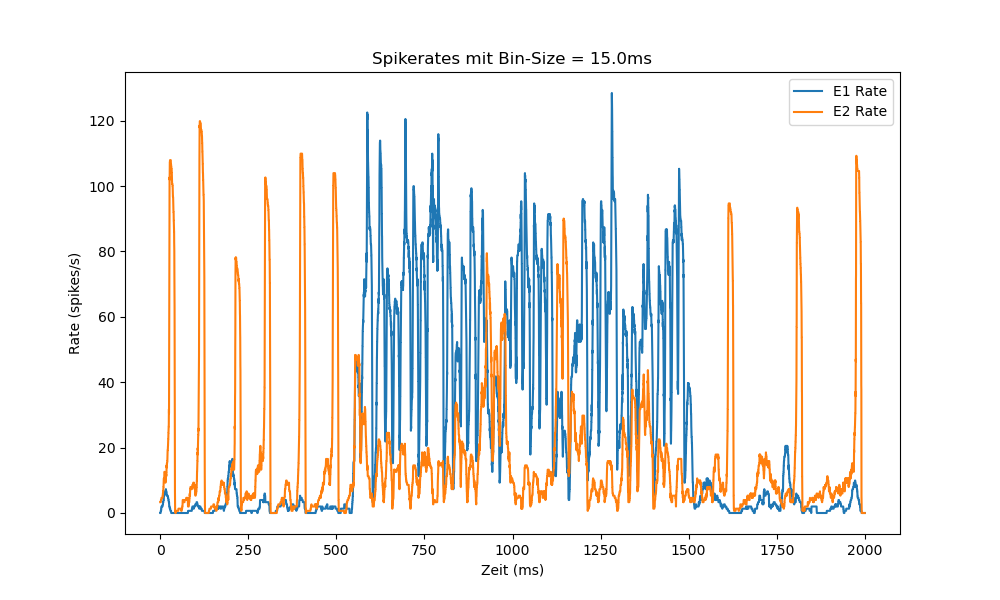 Spikerates mit Bin-Size = 15.0ms
E1 Rate
E2 Rate
Rate (spikes/s)
120
100
80
60
40
20
0
0 250 500 750 1000 1250 1500 1750 2000
Zeit (ms)